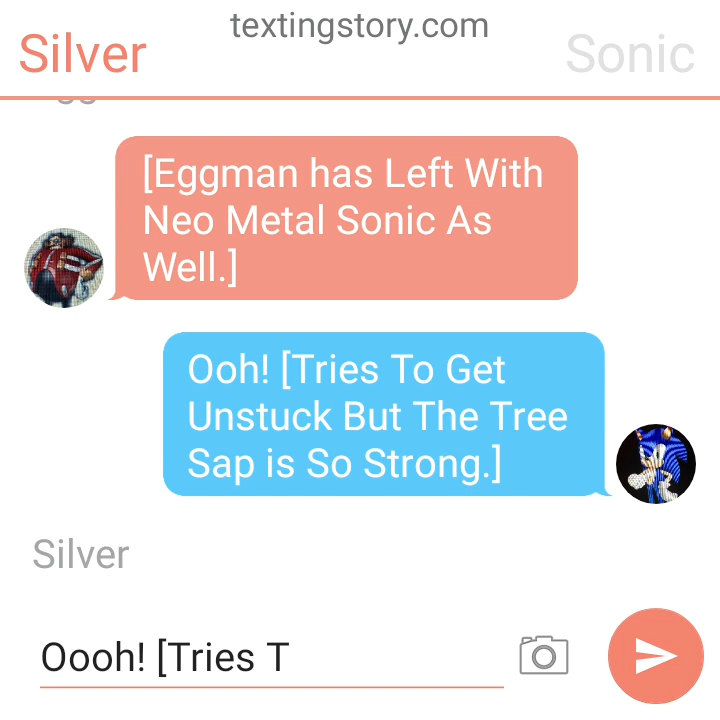 textingstory.com
Silver
Sonic
[Eggman has Left With
Neo Metal Sonic As
Well.]
Ooh! [Tries To Get
Unstuck But The Tree
Sap is So Strong.]
Silver
Oooh! [Tries T